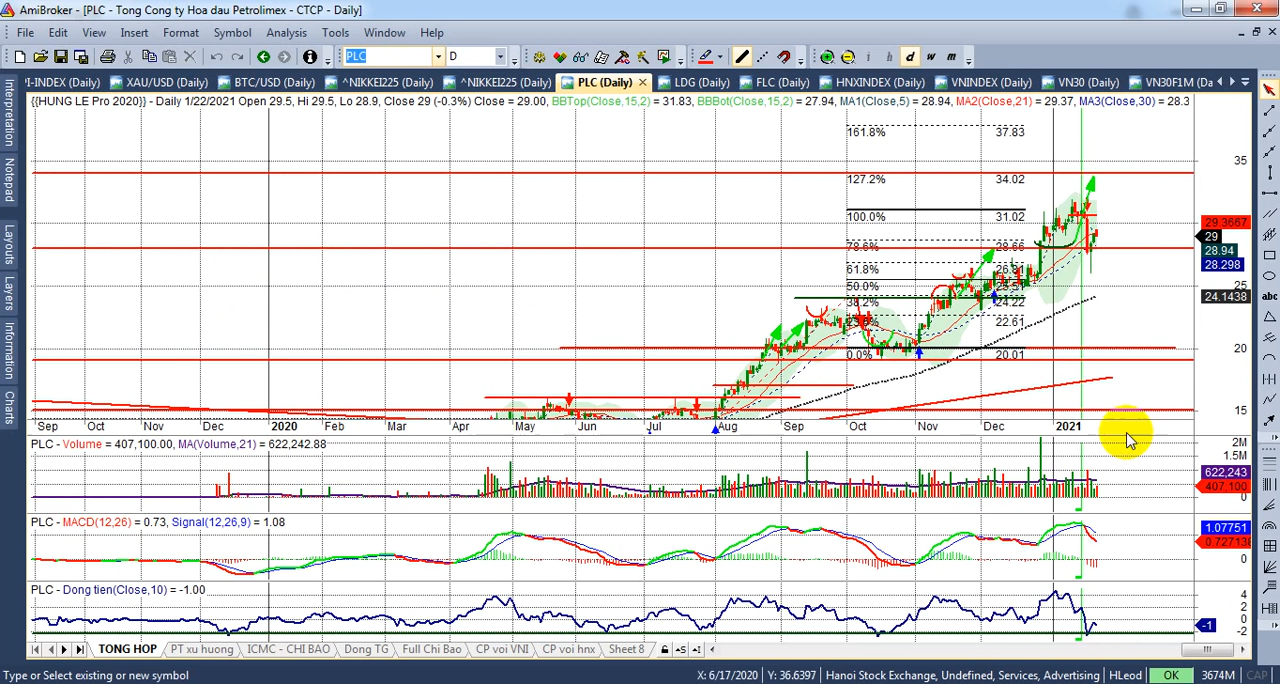 AmiBroker - [PLC - Tong Cong ty Hoa dau Petrolimex - CTCP - Daily]
File Edit View Insert Format Symbol Analysis Tools Window Help
PLC D i h d w m
I-INDEX (Daily) XAU/USD (Daily) BTC/USD (Daily) ^NIKKEI225 (Daily) ^NIKKEI225 (Daily) PLC (Daily) LDG (Daily) FLC (Daily) HNXINDEX (Daily) VNINDEX (Daily) VN30 (Daily) VN30F1M (Da
{{HUNG LE Pro 2020}} - Daily 1/22/2021 Open 29.5, Hi 29.5, Lo 28.9, Close 29 (-0.3%) Close = 29.00, BBTop(Close,15,2) = 31.83, BBBot(Close,15,2) = 27.94, MA1(Close,5) = 28.94, MA2(Close,21) = 29.37, MA3(Close,30) = 28.3
Interpretation
Notepad
Layouts
Layers
Information
Charts
161.8% 37.83
127.2% 34.02
100.0% 31.02
61.8%
50.0%
38.2% 24.22
22.61
0.0% 20.01
35
29.3667
29
28.94
28.298
25
24.1438
20
15
abc
Sep Oct Nov Dec 2020 Feb Mar Apr May Jun Jul Aug Sep Oct Nov Dec 2021
PLC - Volume = 407,100.00, MA(Volume,21) = 622,242.88
2M
1.5M
622,243
407,100
0
PLC - MACD(12,26) = 0.73, Signal(12,26,9) = 1.08
1.07751
0.727138
0
PLC - Dong tien(Close,10) = -1.00
4
2
0
-1
-2
TONG HOP PT xu huong ICMC - CHI BAO Dong TG Full Chi Bao CP voi VNI CP voi hnx Sheet 8
Type or Select existing or new symbol X: 6/17/2020 Y: 36.6397 Hanoi Stock Exchange, Undefined, Services, Advertising HLeod OK 3674M CAP